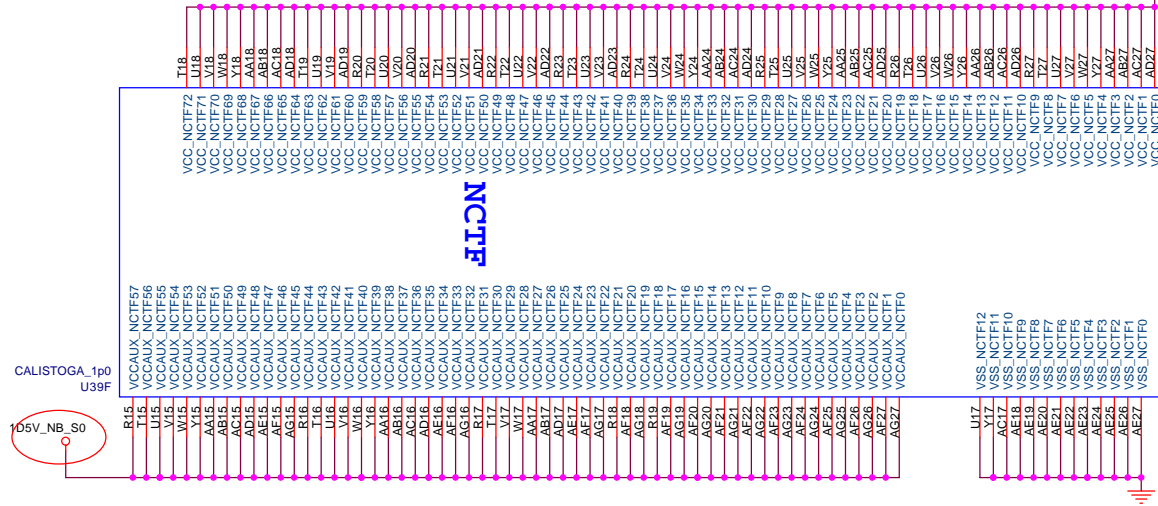 T18
U18
V18
W18
Y18
AA18
AB18
AC18
AD18
T19
U19
V19
AD19
R20
T20
U20
V20
AD20
R21
T21
U21
V21
AD21
R22
T22
U22
V22
AD22
R23
T23
U23
V23
AD23
R24
T24
U24
V24
W24
Y24
AA24
AB24
AC24
AD24
R25
T25
U25
V25
W25
Y25
AA25
AB25
AC25
AD25
R26
T26
U26
V26
W26
Y26
AA26
AB26
AC26
AD26
R27
T27
U27
V27
W27
Y27
AA27
AB27
AC27
AD27
VCC_NCTF72
VCC_NCTF71
VCC_NCTF70
VCC_NCTF69
VCC_NCTF68
VCC_NCTF67
VCC_NCTF66
VCC_NCTF65
VCC_NCTF64
VCC_NCTF63
VCC_NCTF62
VCC_NCTF61
VCC_NCTF60
VCC_NCTF59
VCC_NCTF58
VCC_NCTF57
VCC_NCTF56
VCC_NCTF55
VCC_NCTF54
VCC_NCTF53
VCC_NCTF52
VCC_NCTF51
VCC_NCTF50
VCC_NCTF49
VCC_NCTF48
VCC_NCTF47
VCC_NCTF46
VCC_NCTF45
VCC_NCTF44
VCC_NCTF43
VCC_NCTF42
VCC_NCTF41
VCC_NCTF40
VCC_NCTF39
VCC_NCTF38
VCC_NCTF37
VCC_NCTF36
VCC_NCTF35
VCC_NCTF34
VCC_NCTF33
VCC_NCTF32
VCC_NCTF31
VCC_NCTF30
VCC_NCTF29
VCC_NCTF28
VCC_NCTF27
VCC_NCTF26
VCC_NCTF25
VCC_NCTF24
VCC_NCTF23
VCC_NCTF22
VCC_NCTF21
VCC_NCTF20
VCC_NCTF19
VCC_NCTF18
VCC_NCTF17
VCC_NCTF16
VCC_NCTF15
VCC_NCTF14
VCC_NCTF13
VCC_NCTF12
VCC_NCTF11
VCC_NCTF10
VCC_NCTF9
VCC_NCTF8
VCC_NCTF7
VCC_NCTF6
VCC_NCTF5
VCC_NCTF4
VCC_NCTF3
VCC_NCTF2
VCC_NCTF1
VCC_NCTF0
NCTF
VCCAUX_NCTF57
VCCAUX_NCTF56
VCCAUX_NCTF55
VCCAUX_NCTF54
VCCAUX_NCTF53
VCCAUX_NCTF52
VCCAUX_NCTF51
VCCAUX_NCTF50
VCCAUX_NCTF49
VCCAUX_NCTF48
VCCAUX_NCTF47
VCCAUX_NCTF46
VCCAUX_NCTF45
VCCAUX_NCTF44
VCCAUX_NCTF43
VCCAUX_NCTF42
VCCAUX_NCTF41
VCCAUX_NCTF40
VCCAUX_NCTF39
VCCAUX_NCTF38
VCCAUX_NCTF37
VCCAUX_NCTF36
VCCAUX_NCTF35
VCCAUX_NCTF34
VCCAUX_NCTF33
VCCAUX_NCTF32
VCCAUX_NCTF31
VCCAUX_NCTF30
VCCAUX_NCTF29
VCCAUX_NCTF28
VCCAUX_NCTF27
VCCAUX_NCTF26
VCCAUX_NCTF25
VCCAUX_NCTF24
VCCAUX_NCTF23
VCCAUX_NCTF22
VCCAUX_NCTF21
VCCAUX_NCTF20
VCCAUX_NCTF19
VCCAUX_NCTF18
VCCAUX_NCTF17
VCCAUX_NCTF16
VCCAUX_NCTF15
VCCAUX_NCTF14
VCCAUX_NCTF13
VCCAUX_NCTF12
VCCAUX_NCTF11
VCCAUX_NCTF10
VCCAUX_NCTF9
VCCAUX_NCTF8
VCCAUX_NCTF7
VCCAUX_NCTF6
VCCAUX_NCTF5
VCCAUX_NCTF4
VCCAUX_NCTF3
VCCAUX_NCTF2
VCCAUX_NCTF1
VCCAUX_NCTF0
VSS_NCTF12
VSS_NCTF11
VSS_NCTF10
VSS_NCTF9
VSS_NCTF8
VSS_NCTF7
VSS_NCTF6
VSS_NCTF5
VSS_NCTF4
VSS_NCTF3
VSS_NCTF2
VSS_NCTF1
VSS_NCTF0
CALISTOGA_1p0
U39F
1D5V_NB_S0
R15
T15
U15
V15
W15
Y15
AA15
AB15
AC15
AD15
AE15
AF15
AG15
R16
T16
U16
V16
W16
Y16
AA16
AB16
AC16
AD16
AE16
AF16
AG16
R17
T17
V17
W17
AA17
AB17
AD17
AE17
AF17
AG17
R18
AF18
AG18
R19
AF19
AG19
AF20
AG20
AF21
AG21
AF22
AG22
AF23
AG23
AF24
AG24
AF25
AG25
AF26
AG26
AF27
AG27
U17
Y17
AC17
AE18
AE19
AE20
AE21
AE22
AE23
AE24
AE25
AE26
AE27